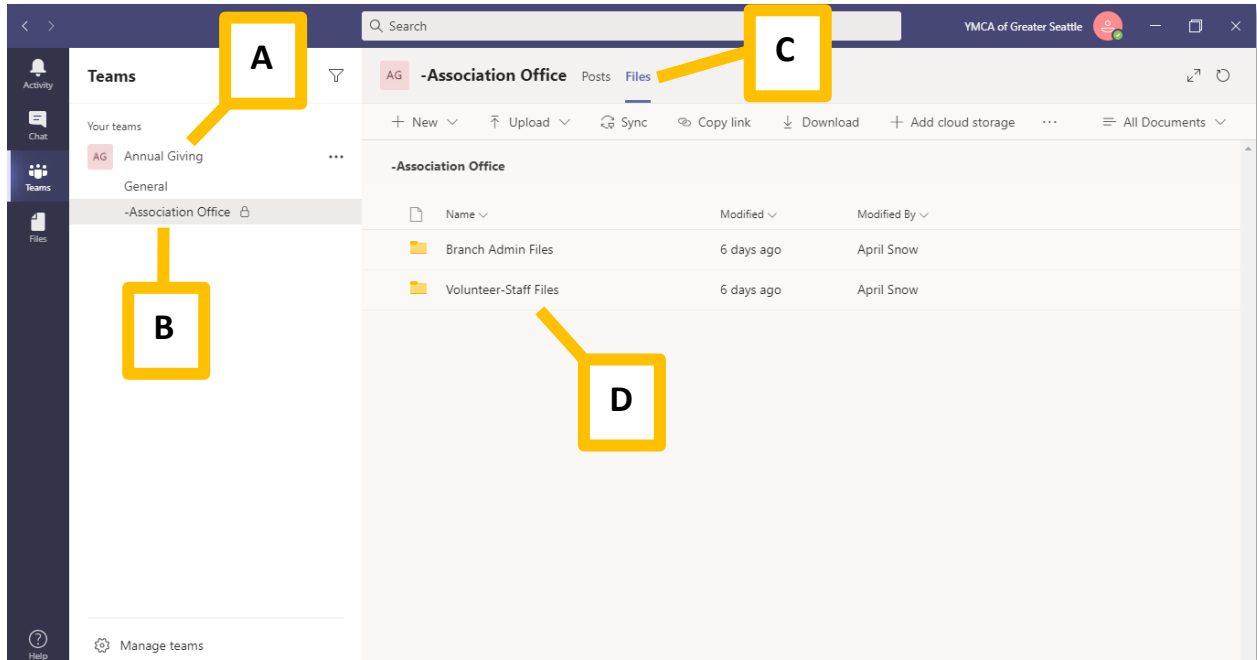 Search
YMCA of Greater Seattle
A
C
Activity
Chat
Teams
Files
Help
Teams
Your teams
AG Annual Giving
General
-Association Office
B
Manage teams
AG -Association Office Posts Files
New Upload Sync Copy link Download Add cloud storage ... All Documents
-Association Office
Name Modified Modified By
Branch Admin Files 6 days ago April Snow
Volunteer-Staff Files 6 days ago April Snow
D